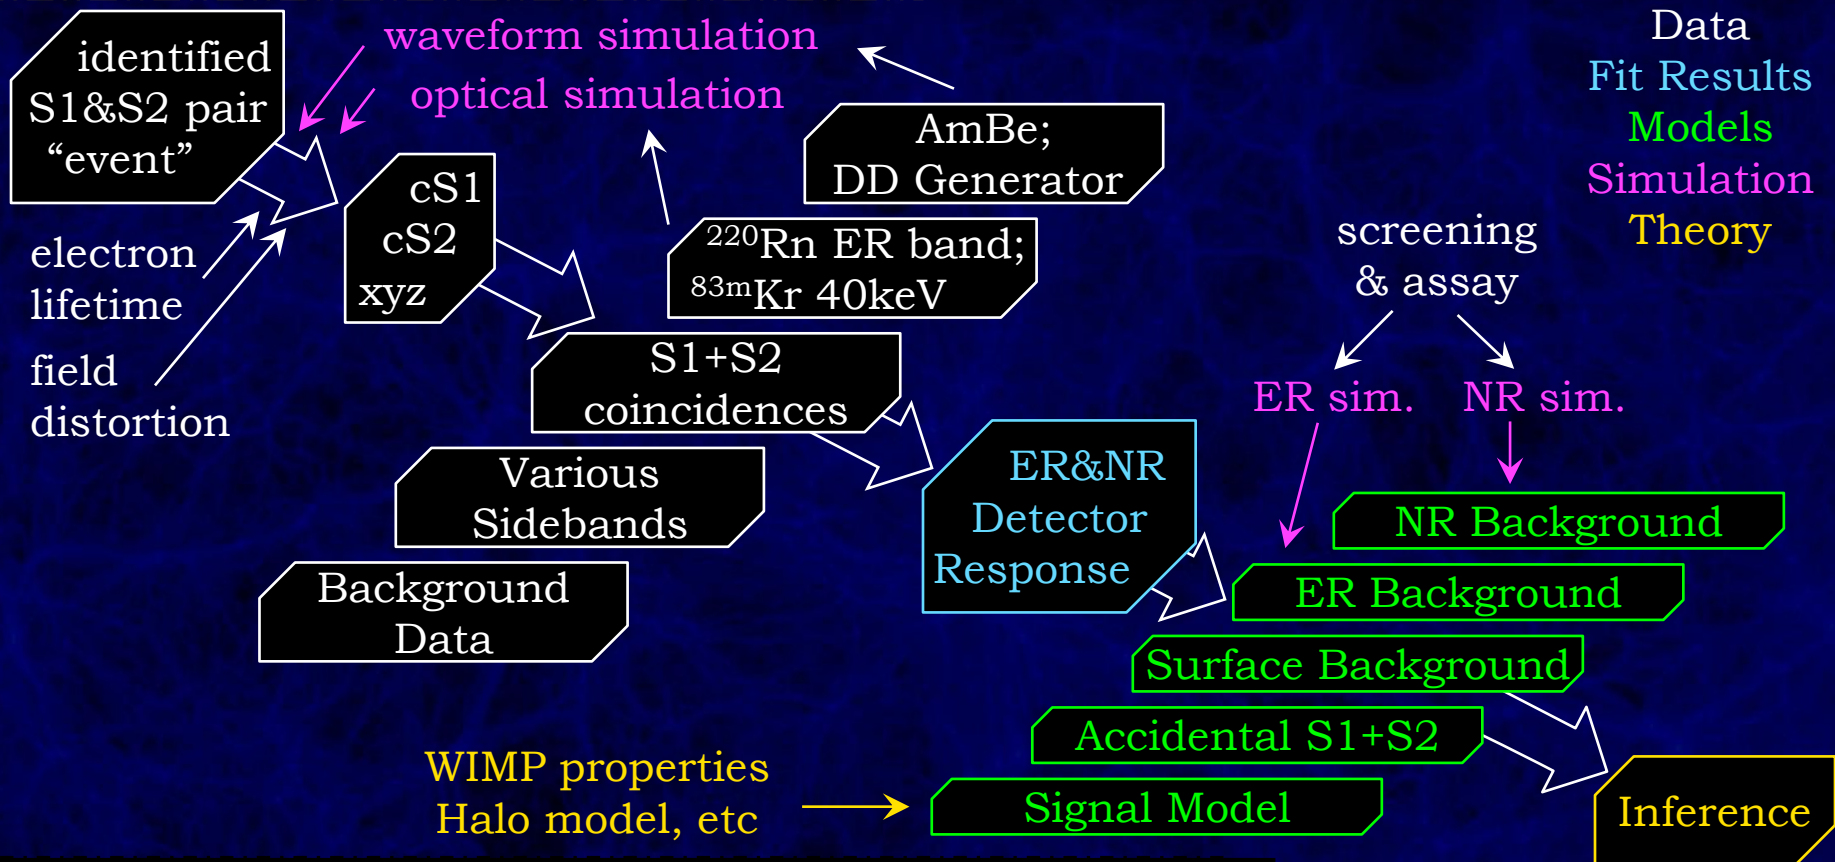 identified
S1&S2 pair
“event”
waveform simulation
optical simulation
AmBe;
DD Generator
Data
Fit Results
Models
Simulation
Theory
cS1
cS2
xyz
²²⁰Rn ER band;
⁸³ᵐKr 40keV
electron
lifetime
field
distortion
screening
& assay
S1+S2
coincidences
ER sim.
NR sim.
Various
Sidebands
ER&NR
Detector
Response
Background
Data
NR Background
ER Background
Surface Background
Accidental S1+S2
Signal Model
WIMP properties
Halo model, etc
Inference